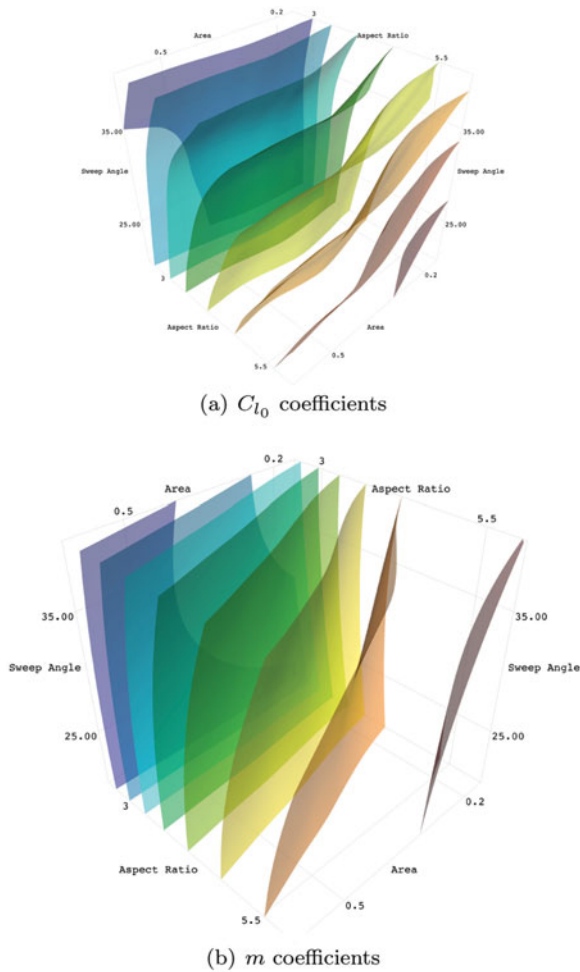 0.2
3
Area
Aspect Ratio
0.5
5.5
35.00
35.00
Sweep Angle
Sweep Angle
25.00
25.00
3
0.2
Aspect Ratio
Area
0.5
5.5
(a) C_{l_0} coefficients
0.2
3
Area
Aspect Ratio
0.5
5.5
35.00
35.00
Sweep Angle
Sweep Angle
25.00
25.00
0.2
3
Aspect Ratio
Area
0.5
5.5
(b) m coefficients